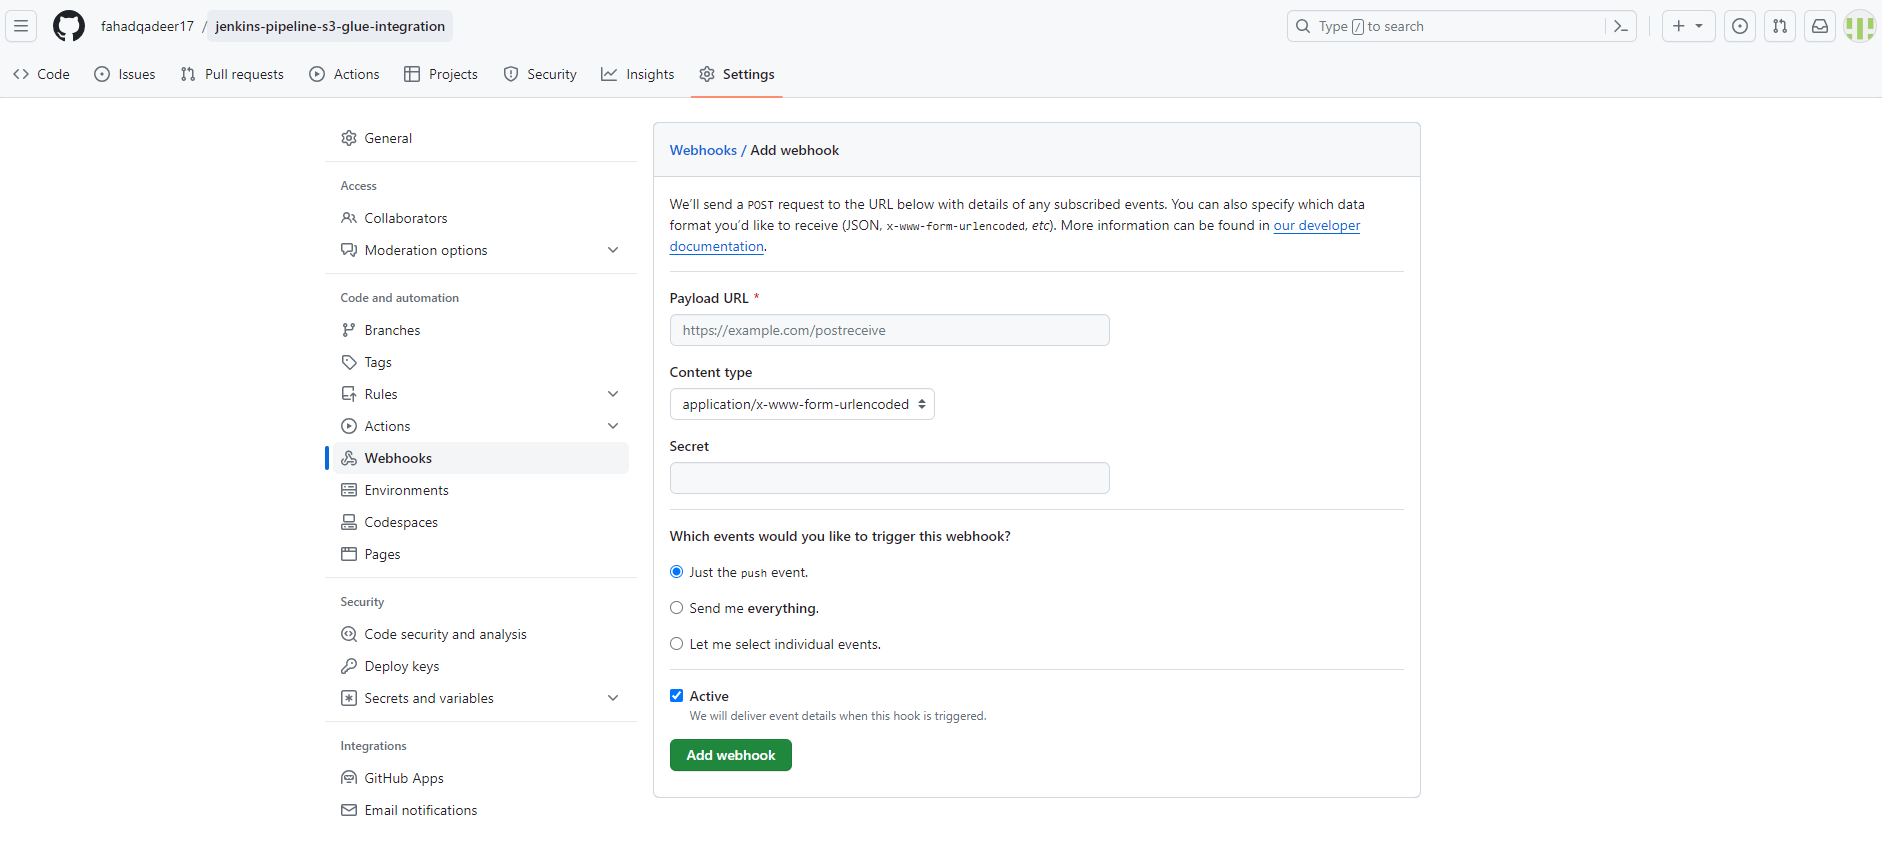 fahadqadeer17 / jenkins-pipeline-s3-glue-integration
Type / to search
Code Issues Pull requests Actions Projects Security Insights Settings
General
Access
Collaborators
Moderation options
Code and automation
Branches
Tags
Rules
Actions
Webhooks
Environments
Codespaces
Pages
Security
Code security and analysis
Deploy keys
Secrets and variables
Integrations
GitHub Apps
Email notifications
Webhooks / Add webhook
We’ll send a POST request to the URL below with details of any subscribed events. You can also specify which data
format you’d like to receive (JSON, x-www-form-urlencoded, etc). More information can be found in our developer
documentation.
Payload URL *
https://example.com/postreceive
Content type
application/x-www-form-urlencoded
Secret
Which events would you like to trigger this webhook?
Just the push event.
Send me everything.
Let me select individual events.
Active
We will deliver event details when this hook is triggered.
Add webhook